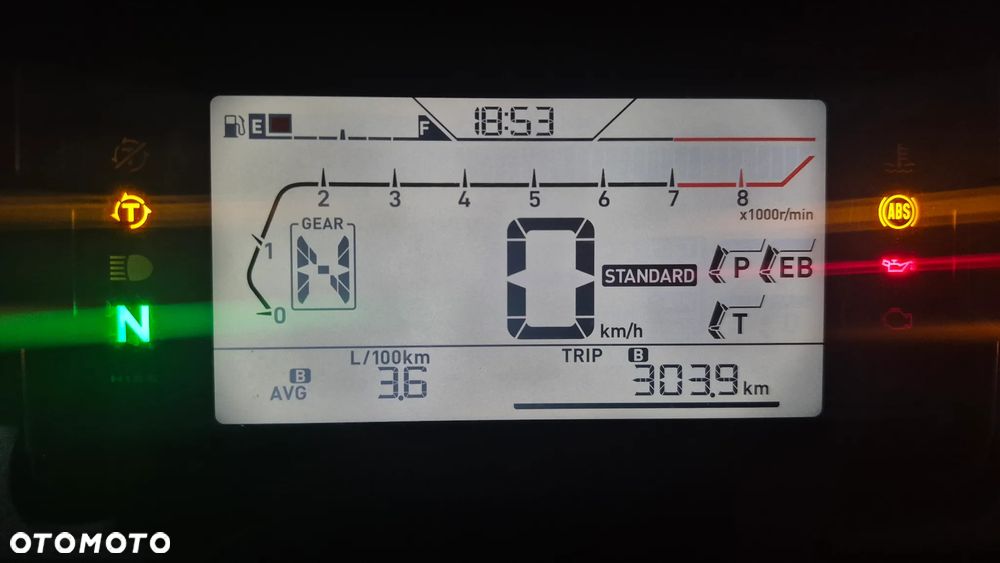 E F 18:53
2 3 4 5 6 7 8
x1000r/min
T
GEAR
ABS
1
N
STANDARD
P EB
0
km/h
T
N
0
L/100km
TRIP B
B
AVG
3.6
303.9 km
OTOMOTO